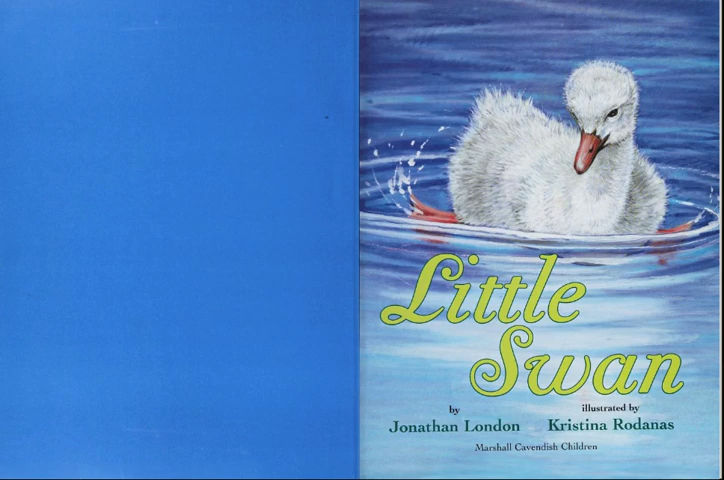 Little
Swan
by
Jonathan London
illustrated by
Kristina Rodanas
Marshall Cavendish Children